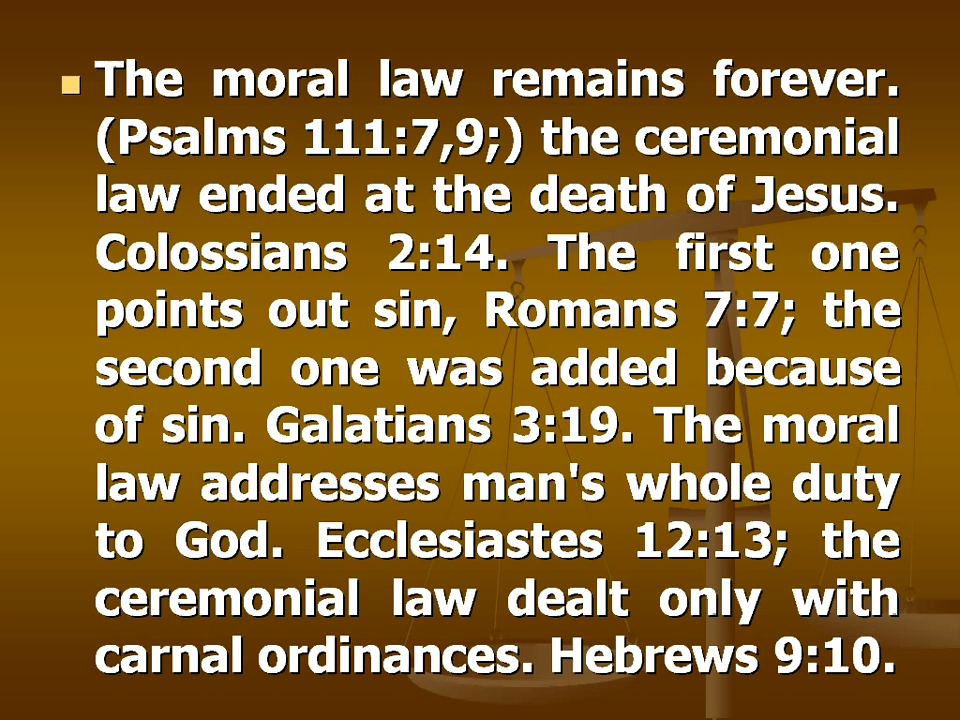 The moral law remains forever.
(Psalms 111:7,9;) the ceremonial
law ended at the death of Jesus.
Colossians 2:14. The first one
points out sin, Romans 7:7; the
second one was added because
of sin. Galatians 3:19. The moral
law addresses man's whole duty
to God. Ecclesiastes 12:13; the
ceremonial law dealt only with
carnal ordinances. Hebrews 9:10.